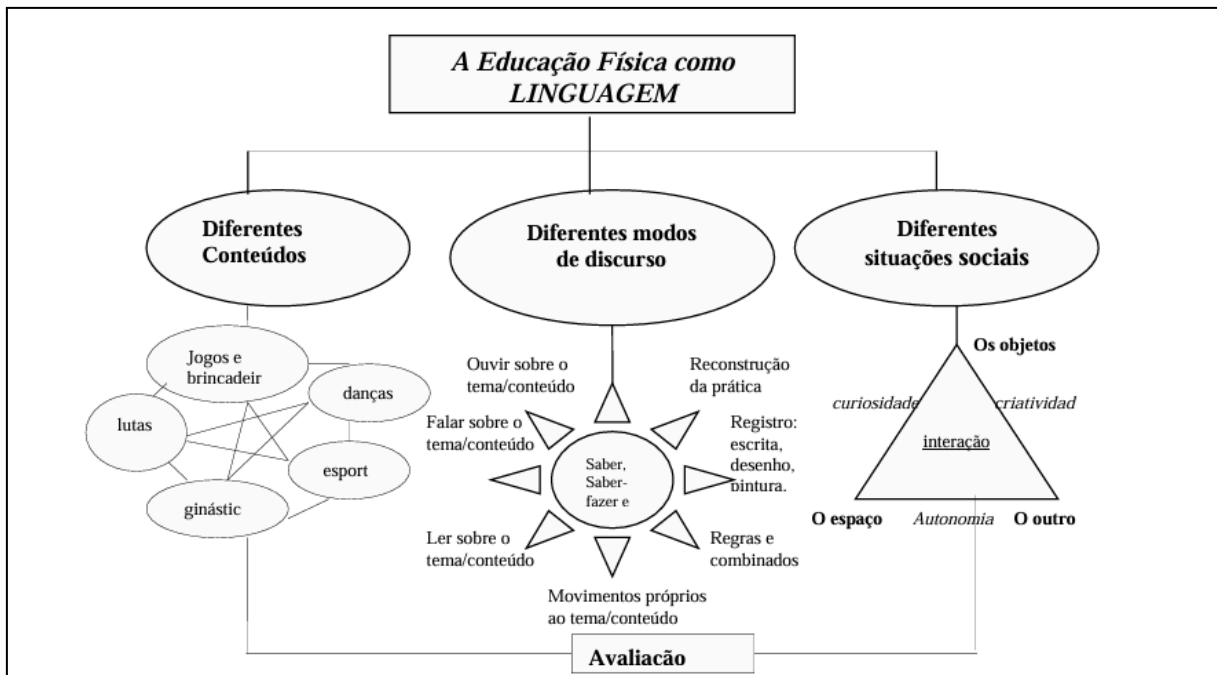 A Educação Física como
LINGUAGEM
Diferentes
Conteúdos
Diferentes modos
de discurso
Diferentes
situações sociais
Jogos e
brincadeir
danças
lutas
esport
ginástic
Ouvir sobre o
tema/conteúdo
Reconstrução
da prática
Falar sobre o
tema/conteúdo
Registro:
escrita,
desenho,
pintura.
Saber,
Saber-
fazer e
Ler sobre o
tema/conteúdo
Regras e
combinados
Movimentos próprios
ao tema/conteúdo
Os objetos
curiosidade
criatividad
interação
O espaço
Autonomia
O outro
Avaliação